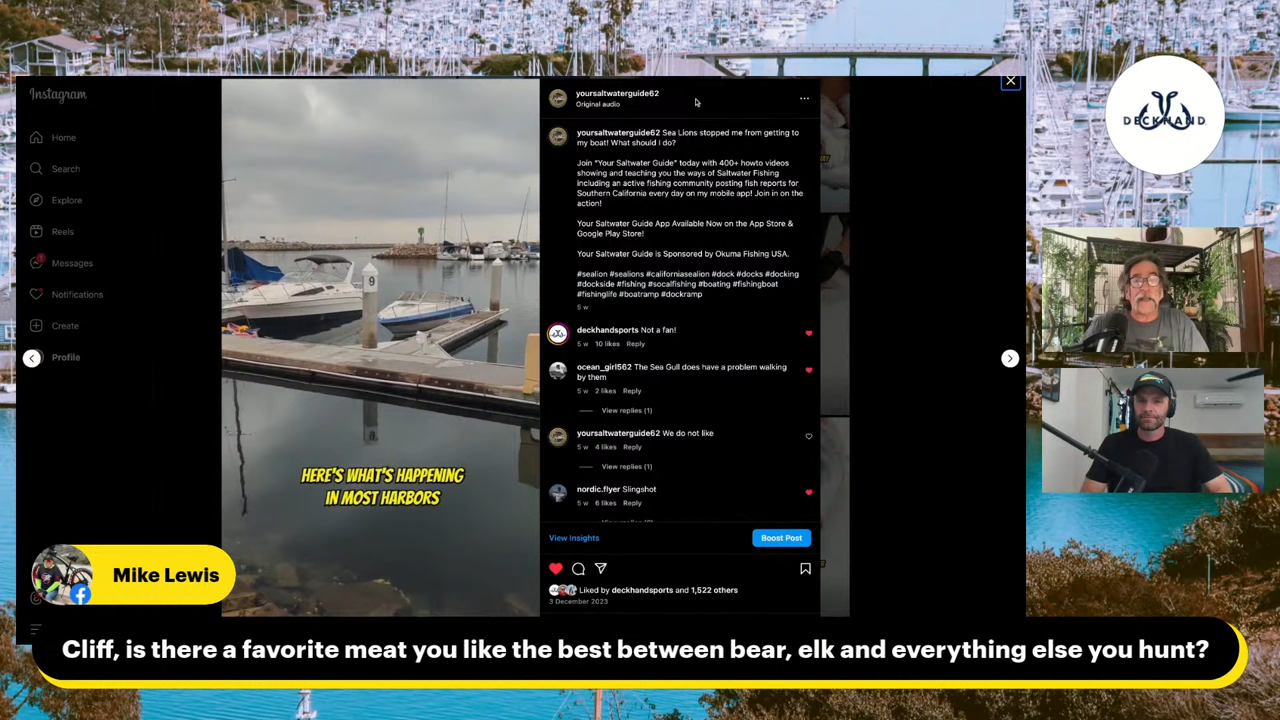 Instagram
Home
Search
Explore
Reels
Messages
Notifications
Create
Profile
9
HERE'S WHAT'S HAPPENING
IN MOST HARBORS
yoursaltwaterguide62
Original audio
yoursaltwaterguide62 Sea Lions stopped me from getting to
my boat! What should I do?
Join "Your Saltwater Guide" today with 400+ howto videos
showing and teaching you the ways of Saltwater Fishing
including an active fishing community posting fish reports for
Southern California every day on my mobile app! Join in on the
action!
Your Saltwater Guide App Available Now on the App Store &
Google Play Store!
Your Saltwater Guide is Sponsored by Okuma Fishing USA.
#sealion #sealions #californiasealion #dock #docks #docking
#dockside #fishing #socalfishing #boating #fishingboat
#fishinglife #boatramp #dockramp
5 w
deckhandsports Not a fan!
5 w 10 likes Reply
ocean_girl562 The Sea Gull does have a problem walking
by them
5 w 2 likes Reply
View replies (1)
yoursaltwaterguide62 We do not like
5 w 4 likes Reply
View replies (1)
nordic.flyer Slingshot
5 w 6 likes Reply
View Insights
Boost Post
Liked by deckhandsports and 1,522 others
3 December 2023
DECKHAND
Mike Lewis
Cliff, is there a favorite meat you like the best between bear, elk and everything else you hunt?